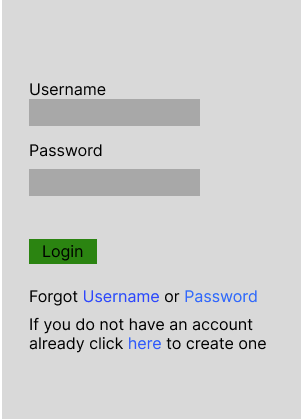 Username
Password
Login
Forgot Username or Password
If you do not have an account
already click here to create one